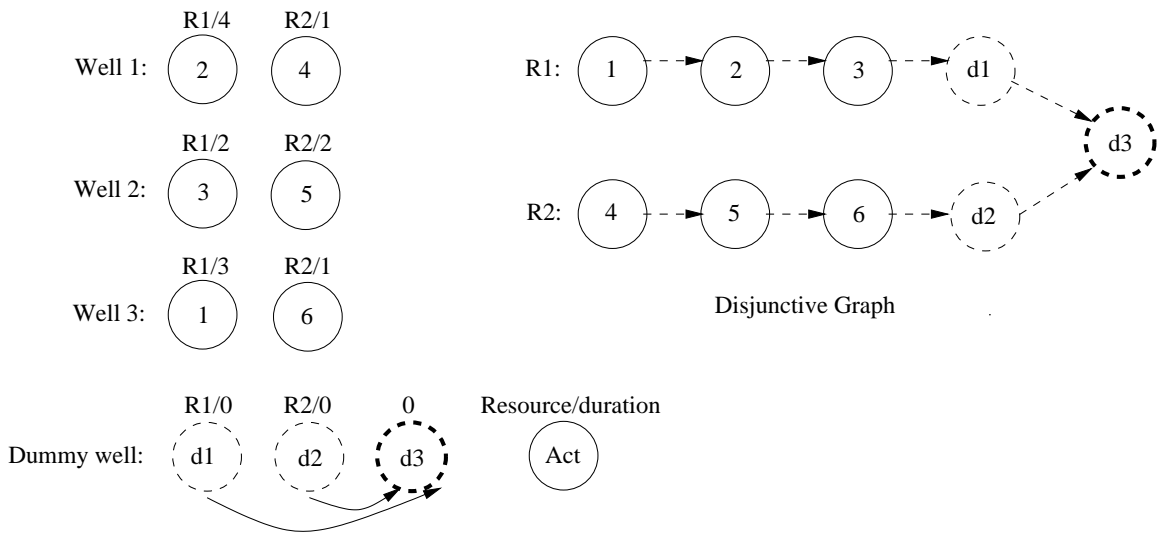 R1/4 R2/1
Well 1: 2 4
R1/2 R2/2
Well 2: 3 5
R1/3 R2/1
Well 3: 1 6
R1/0 R2/0 0 Resource/duration
Dummy well: d1 d2 d3 Act
R1: 1 2 3 d1
d3
R2: 4 5 6 d2
Disjunctive Graph